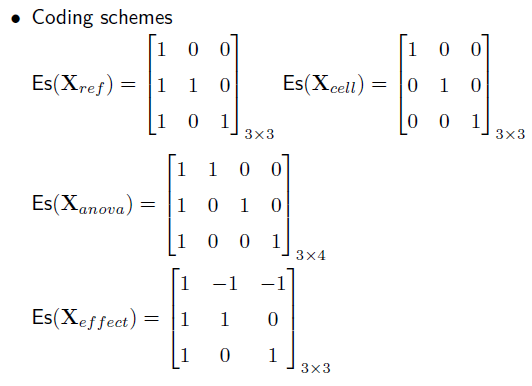 • Coding schemes
Es(X_ref) = [1 0 0; 1 1 0; 1 0 1]_3×3 Es(X_cell) = [1 0 0; 0 1 0; 0 0 1]_3×3
Es(X_anova) = [1 1 0 0; 1 0 1 0; 1 0 0 1]_3×4
Es(X_effect) = [1 −1 −1; 1 1 0; 1 0 1]_3×3